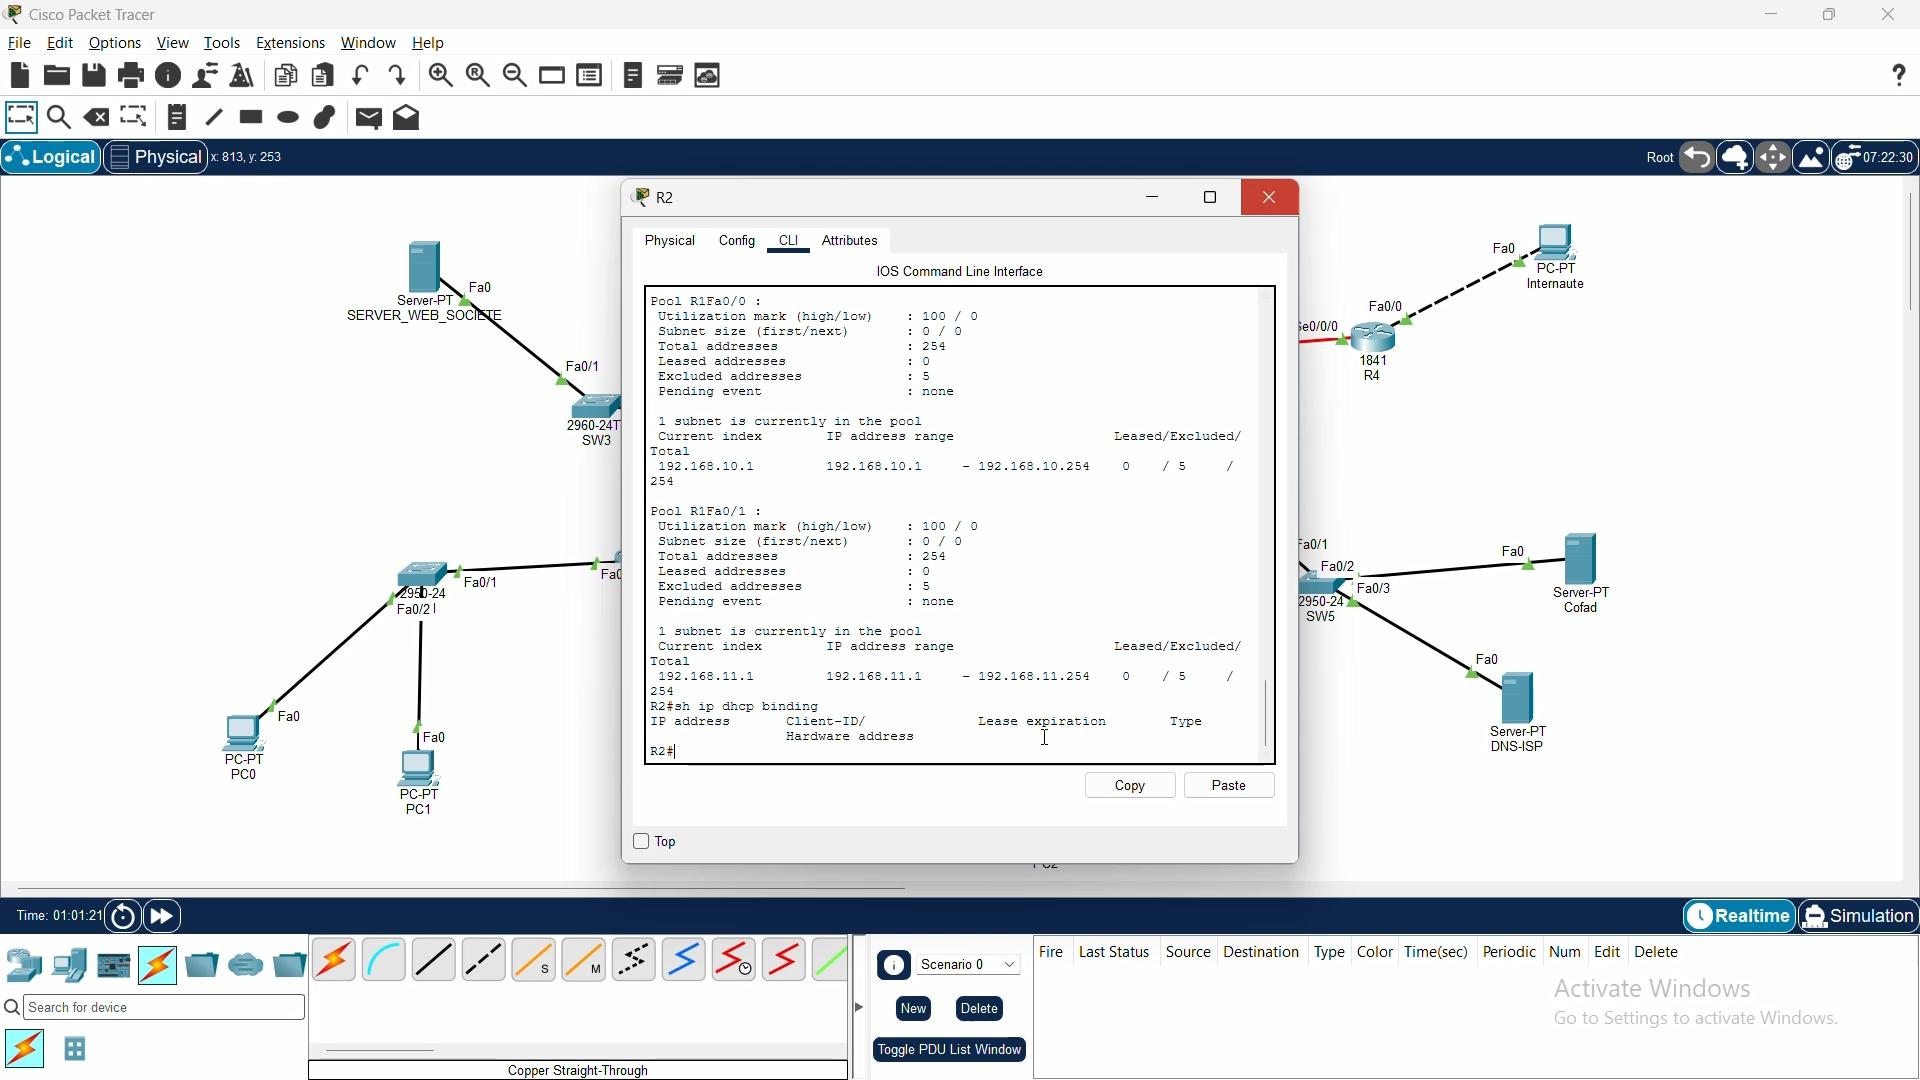 Cisco Packet Tracer
File Edit Options View Tools Extensions Window Help
Logical Physical x: 813, y: 253 Root 07:22:30
R2
Physical Config CLI Attributes
IOS Command Line Interface
Pool R1Fa0/0 :
Utilization mark (high/low) : 100 / 0
Subnet size (first/next) : 0 / 0
Total addresses : 254
Leased addresses : 0
Excluded addresses : 5
Pending event : none
1 subnet is currently in the pool
Current index IP address range Leased/Excluded/
Total
192.168.10.1 192.168.10.1 - 192.168.10.254 0 / 5 /
254
Pool R1Fa0/1 :
Utilization mark (high/low) : 100 / 0
Subnet size (first/next) : 0 / 0
Total addresses : 254
Leased addresses : 0
Excluded addresses : 5
Pending event : none
1 subnet is currently in the pool
Current index IP address range Leased/Excluded/
Total
192.168.11.1 192.168.11.1 - 192.168.11.254 0 / 5 /
254
R2#sh ip dhcp binding
IP address Client-ID/ Lease expiration Type
Hardware address
R2#
Copy Paste
Top
Fa0
Server-PT
SERVER_WEB_SOCIETE
Fa0/1
2960-24T
SW3
Fa0/1
2950-24
Fa0/2
Fa0
PC-PT
PC0
Fa0
PC-PT
PC1
Fa0
PC-PT
Internaute
Fa0/0
Se0/0/0
1841
R4
Fa0/1
Fa0/2
Fa0/3
2950-24
SW5
Fa0
Server-PT
Cofad
Fa0
Server-PT
DNS-ISP
Time: 01:01:21 Realtime Simulation
Search for device
S
M
Copper Straight-Through
Scenario 0
New Delete
Toggle PDU List Window
Fire Last Status Source Destination Type Color Time(sec) Periodic Num Edit Delete
Activate Windows
Go to Settings to activate Windows.